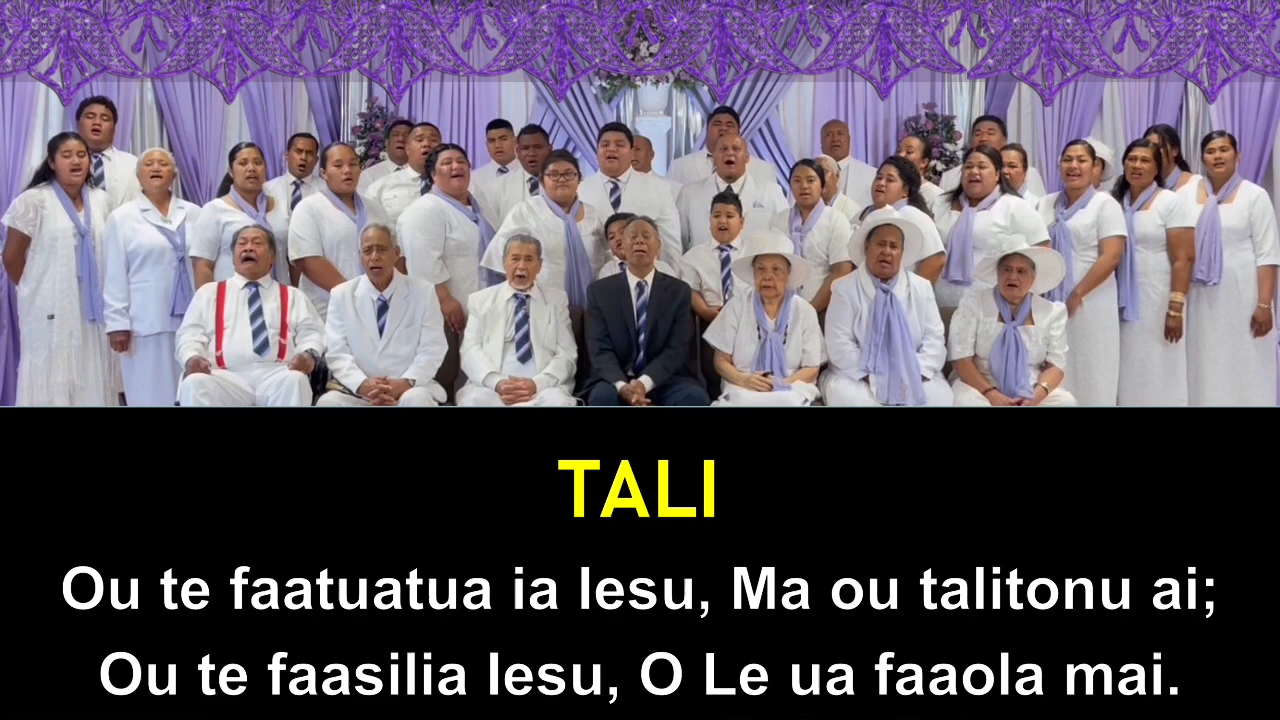 TALI
Ou te faatuatua ia Iesu, Ma ou talitonu ai;
Ou te faasilia Iesu, O Le ua faaola mai.